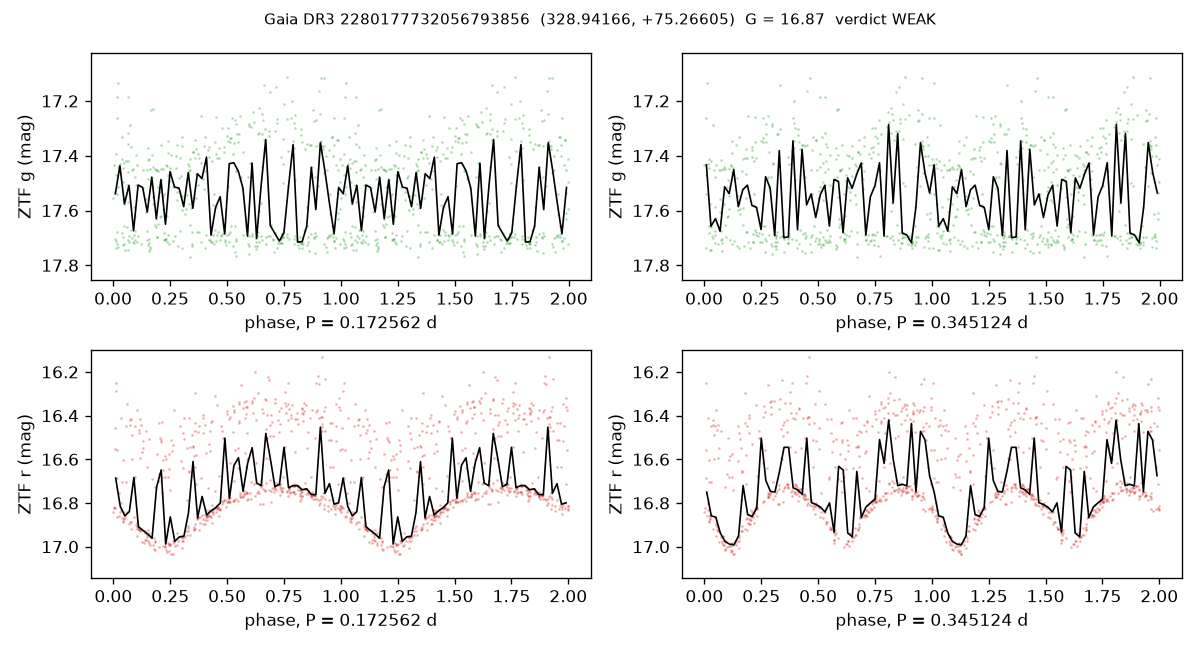 Gaia DR3 2280177732056793856 (328.94166, +75.26605) G = 16.87 verdict WEAK
ZTF g (mag)
17.2
17.4
17.6
17.8
0.00 0.25 0.50 0.75 1.00 1.25 1.50 1.75 2.00
phase, P = 0.172562 d
ZTF g (mag)
17.2
17.4
17.6
17.8
0.00 0.25 0.50 0.75 1.00 1.25 1.50 1.75 2.00
phase, P = 0.345124 d
ZTF r (mag)
16.2
16.4
16.6
16.8
17.0
0.00 0.25 0.50 0.75 1.00 1.25 1.50 1.75 2.00
phase, P = 0.172562 d
ZTF r (mag)
16.2
16.4
16.6
16.8
17.0
0.00 0.25 0.50 0.75 1.00 1.25 1.50 1.75 2.00
phase, P = 0.345124 d